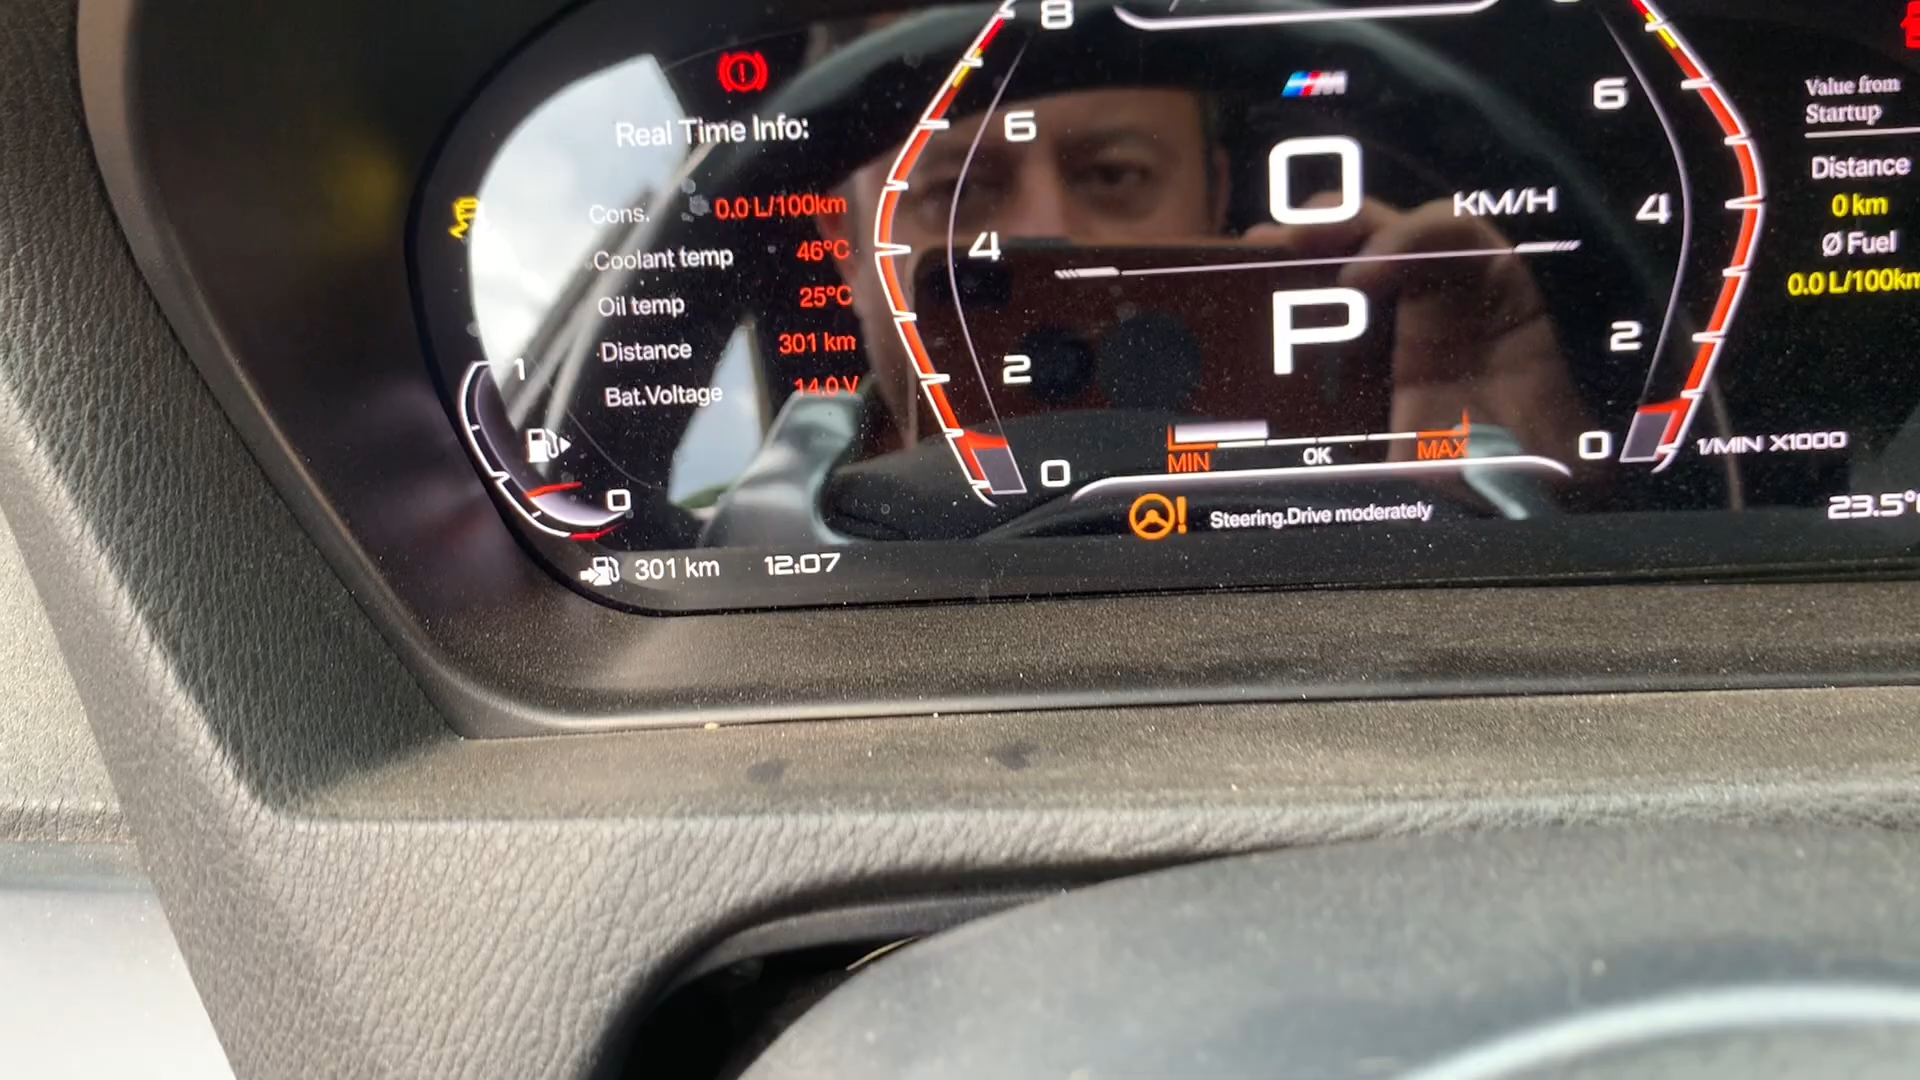 Real Time Info:
Cons. 0.0 L/100km
Coolant temp 46°C
Oil temp 25°C
Distance 301 km
Bat.Voltage 14.0 V
1
0
301 km 12:07
8
6
4
2
0
M
0 KM/H
P
MIN OK MAX
Steering.Drive moderately
6
4
2
0
1/MIN X1000
Value from
Startup
Distance
0 km
Ø Fuel
0.0 L/100km
23.5°